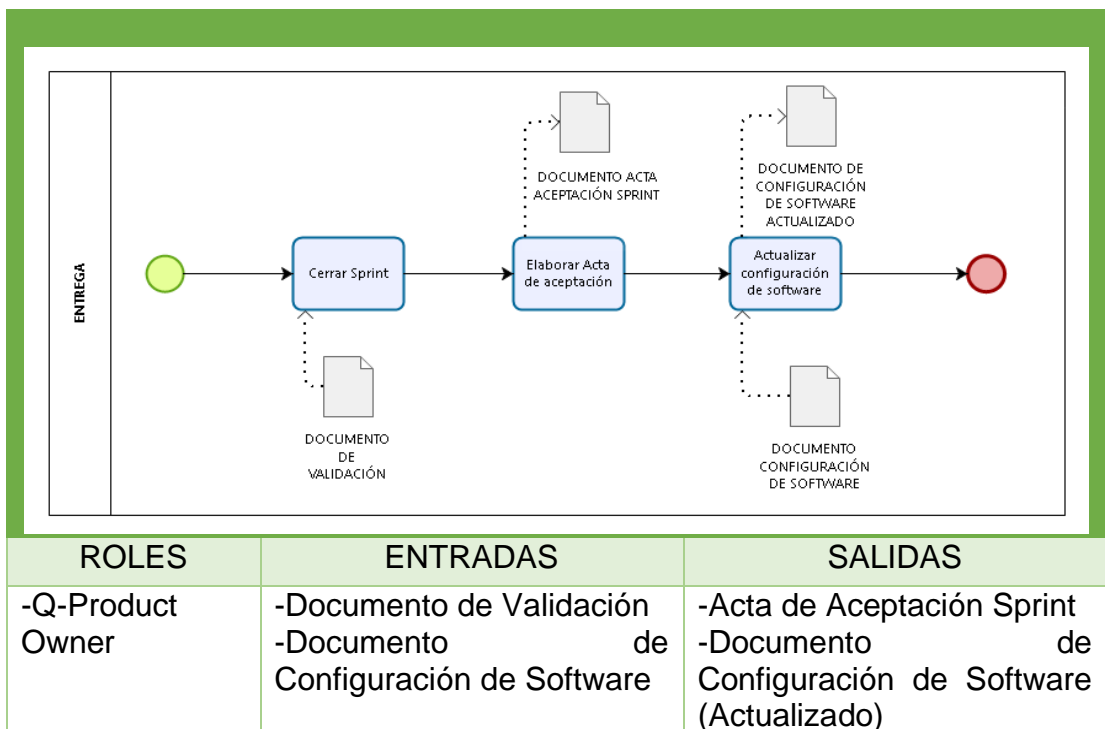 ENTREGA
DOCUMENTO ACTA
ACEPTACIÓN SPRINT
DOCUMENTO DE
CONFIGURACIÓN
DE SOFTWARE
ACTUALIZADO
Cerrar Sprint
Elaborar Acta
de aceptación
Actualizar
configuración
de software
DOCUMENTO
DE
VALIDACIÓN
DOCUMENTO
CONFIGURACIÓN
DE SOFTWARE
ROLES
ENTRADAS
SALIDAS
-Q-Product
Owner
-Documento de Validación
-Documento de
Configuración de Software
-Acta de Aceptación Sprint
-Documento de
Configuración de Software
(Actualizado)